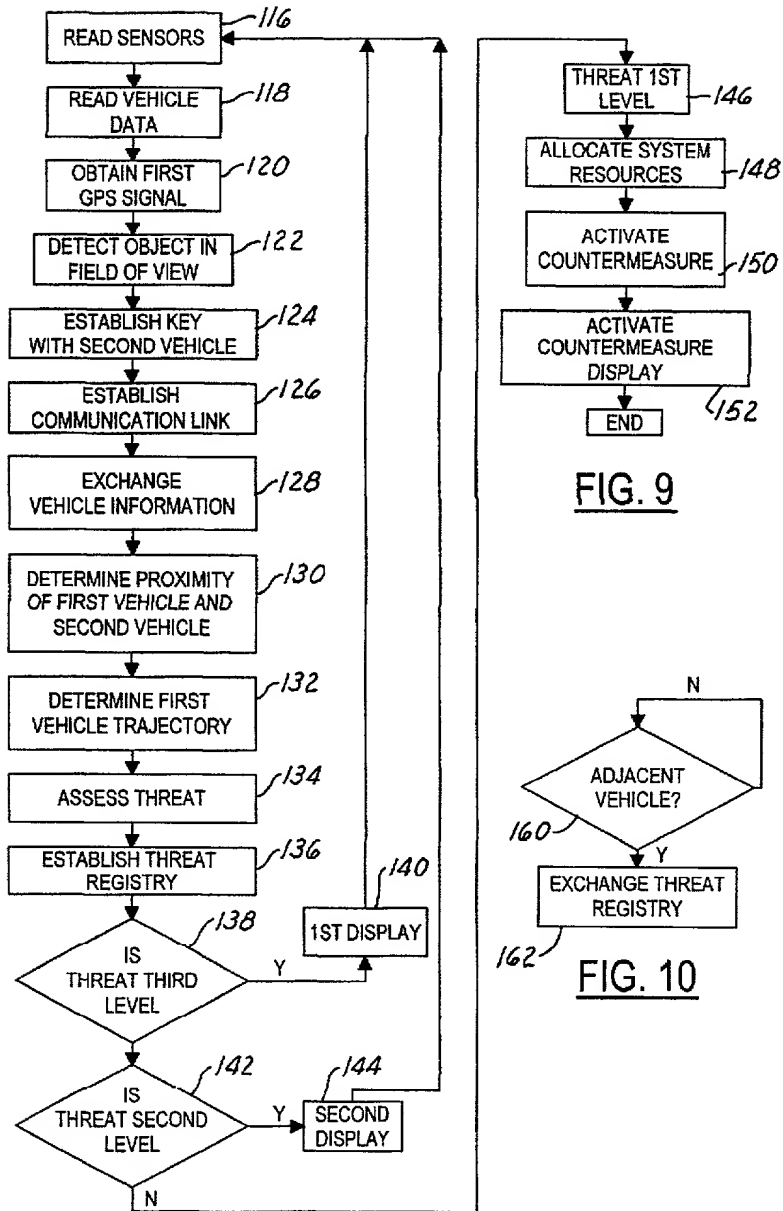 116
READ SENSORS
118
READ VEHICLE
DATA
120
OBTAIN FIRST
GPS SIGNAL
122
DETECT OBJECT IN
FIELD OF VIEW
124
ESTABLISH KEY
WITH SECOND VEHICLE
126
ESTABLISH
COMMUNICATION LINK
128
EXCHANGE
VEHICLE INFORMATION
130
DETERMINE PROXIMITY
OF FIRST VEHICLE AND
SECOND VEHICLE
132
DETERMINE FIRST
VEHICLE TRAJECTORY
134
ASSESS THREAT
136
ESTABLISH THREAT
REGISTRY
138
IS
THREAT THIRD
LEVEL
Y
140
1ST DISPLAY
142
IS
THREAT SECOND
LEVEL
Y
144
SECOND
DISPLAY
N
THREAT 1ST
LEVEL
146
ALLOCATE SYSTEM
RESOURCES
148
ACTIVATE
COUNTERMEASURE
150
ACTIVATE
COUNTERMEASURE
DISPLAY
152
END
FIG. 9
N
ADJACENT
VEHICLE?
160
Y
EXCHANGE THREAT
REGISTRY
162
FIG. 10